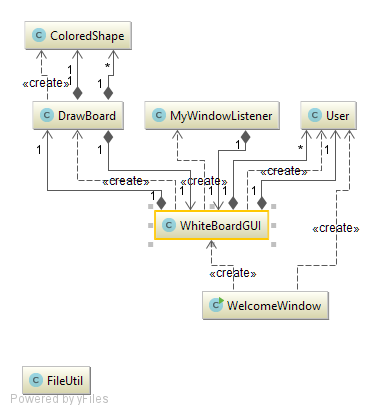 C ColoredShape
1 *
«create»
1 1
C DrawBoard
C MyWindowListener
C User
1 1 1 * 1
«create» «create» «create»
1 1 1 1 1
C WhiteBoardGUI
«create»
«create»
C WelcomeWindow
C FileUtil
Powered by yFiles